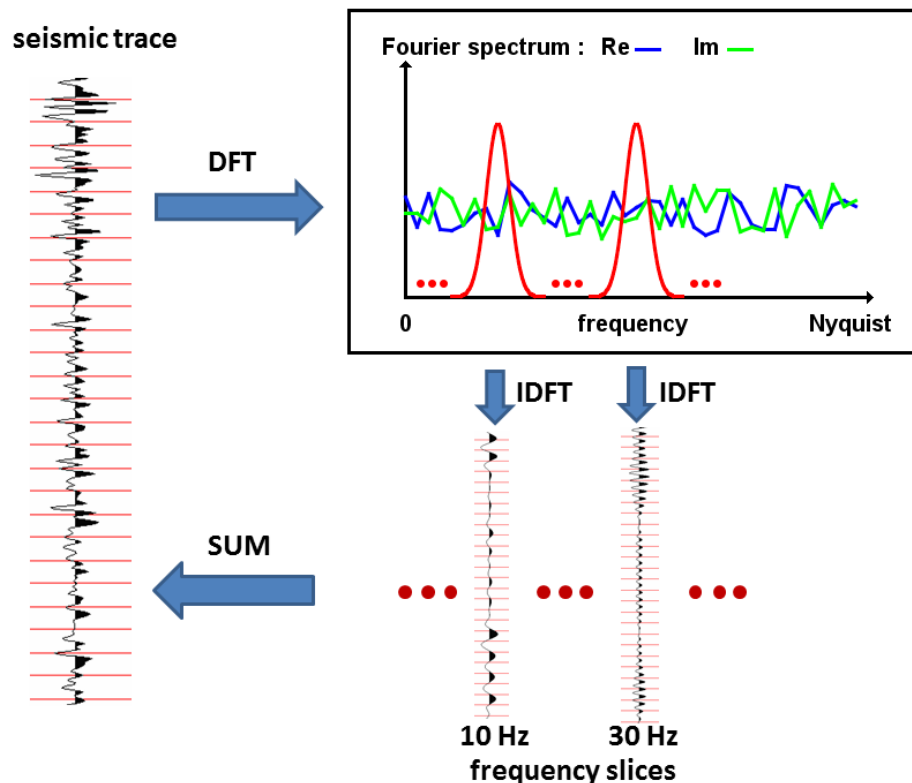 seismic trace
Fourier spectrum : Re Im
DFT
0 frequency Nyquist
IDFT IDFT
SUM
10 Hz 30 Hz
frequency slices